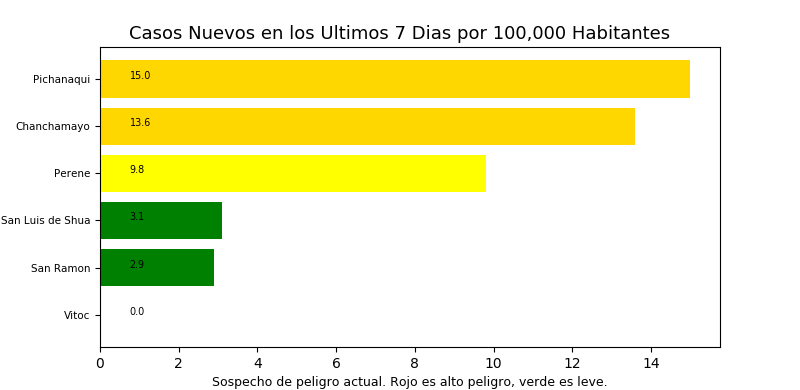 Casos Nuevos en los Ultimos 7 Dias por 100,000 Habitantes
Pichanaqui 15.0
Chanchamayo 13.6
Perene 9.8
San Luis de Shua 3.1
San Ramon 2.9
Vitoc 0.0
0 2 4 6 8 10 12 14
Sospecho de peligro actual. Rojo es alto peligro, verde es leve.